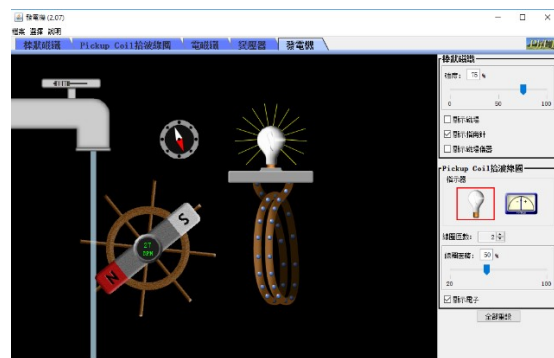 發電機 (2.07)
檔案 選擇 說明
棒狀磁鐵 Pickup Coil拾波線圈 電磁鐵 變壓器 發電機
棒狀磁鐵
強度: 75 %
0 50 100
顯示磁場
顯示指南針
顯示磁場儀器
Pickup Coil拾波線圈
指示器
線圈匝數: 2
線圈面積: 50 %
20 100
顯示電子
全部重設
S
27
RPM
N